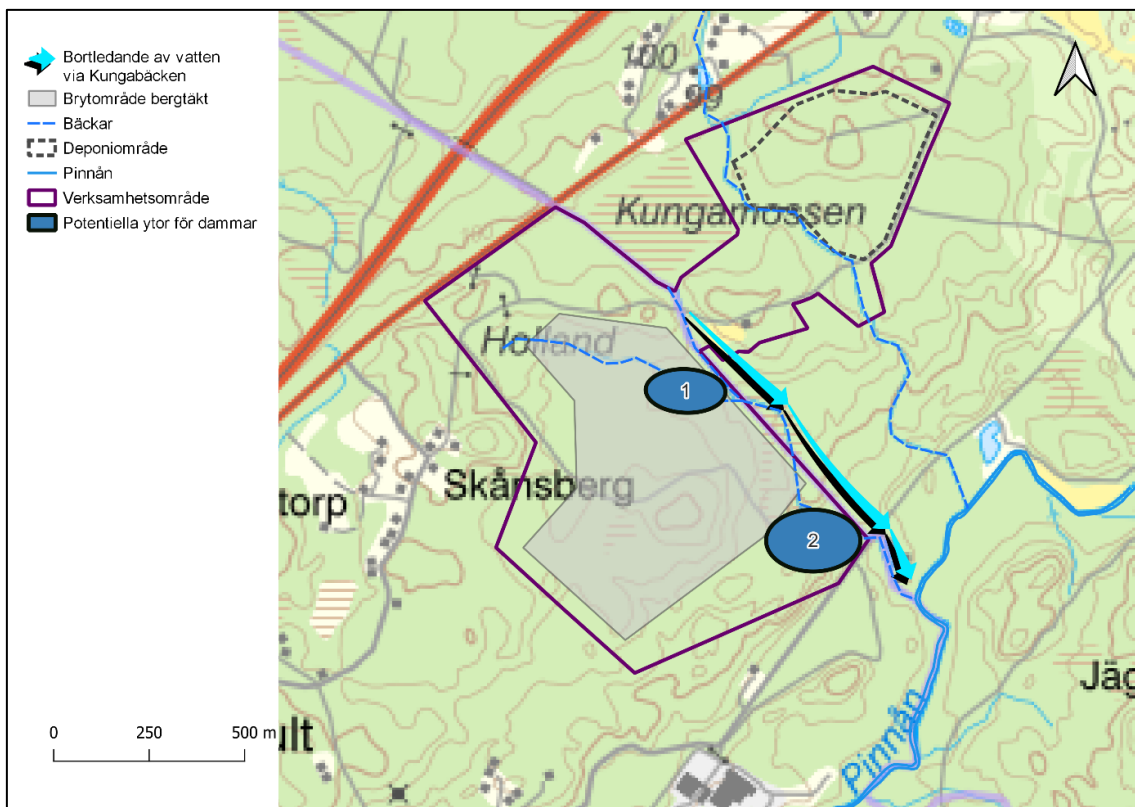 Bortledande av vatten
via Kungabäcken
Brytområde bergtäkt
Bäckar
Deponiområde
Pinnån
Verksamhetsområde
Potentiella ytor för dammar
0 250 500 m
100
99
Kungamossen
Holland
1
Skånsberg
torp
2
Jäg
ult
Pinnån